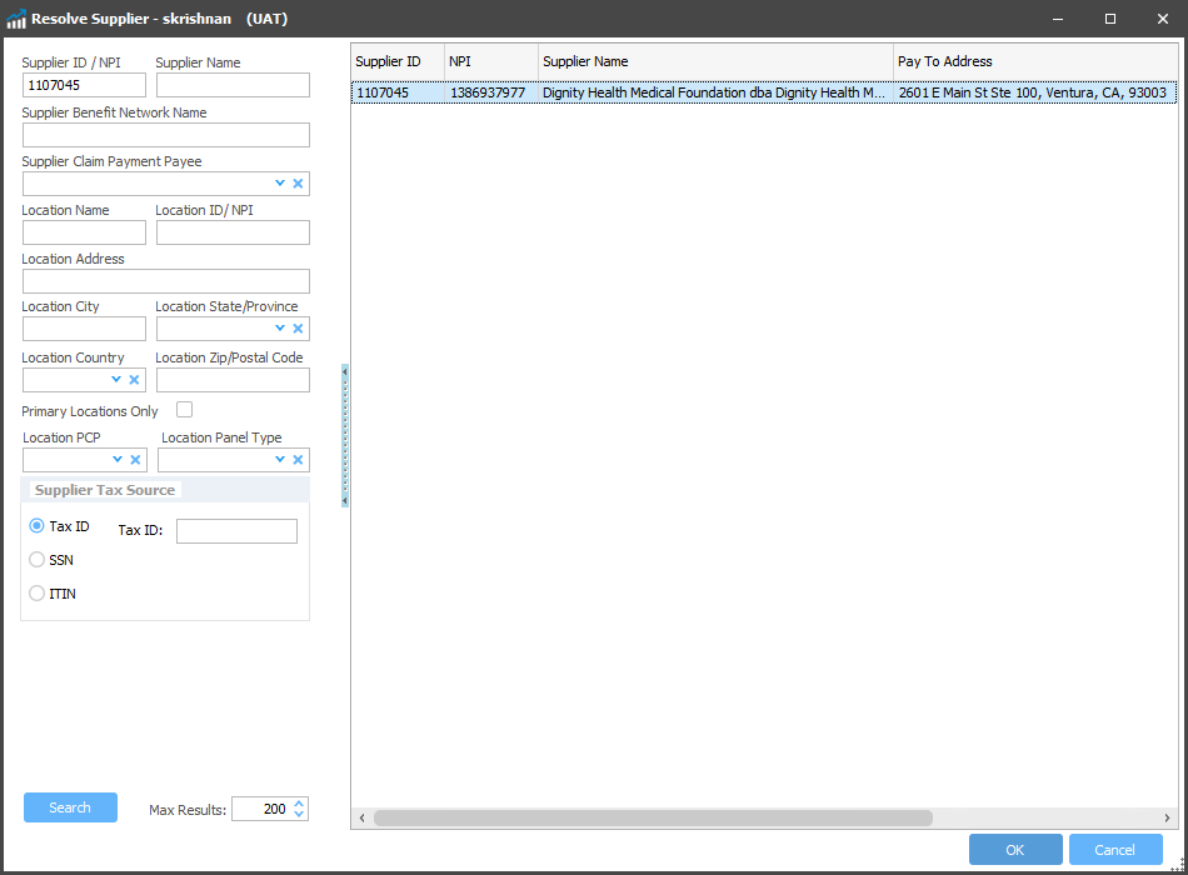 Resolve Supplier - skrishnan (UAT)
Supplier ID / NPI Supplier Name
1107045
Supplier Benefit Network Name
Supplier Claim Payment Payee
Location Name Location ID/ NPI
Location Address
Location City Location State/Province
Location Country Location Zip/Postal Code
Primary Locations Only
Location PCP Location Panel Type
Supplier Tax Source
Tax ID Tax ID:
SSN
ITIN
Search Max Results: 200
Supplier ID NPI Supplier Name Pay To Address
1107045 1386937977 Dignity Health Medical Foundation dba Dignity Health M... 2601 E Main St Ste 100, Ventura, CA, 93003
OK Cancel